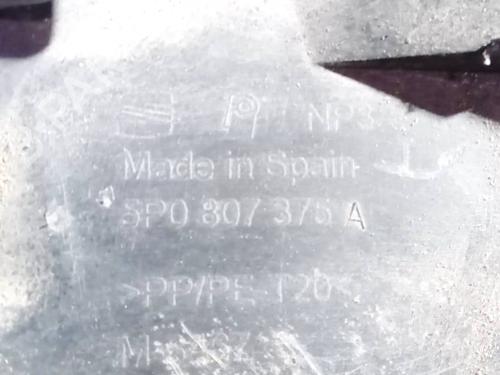 NP3
Made in Spain
5P0 807 375 A
>PP/PE-T20<